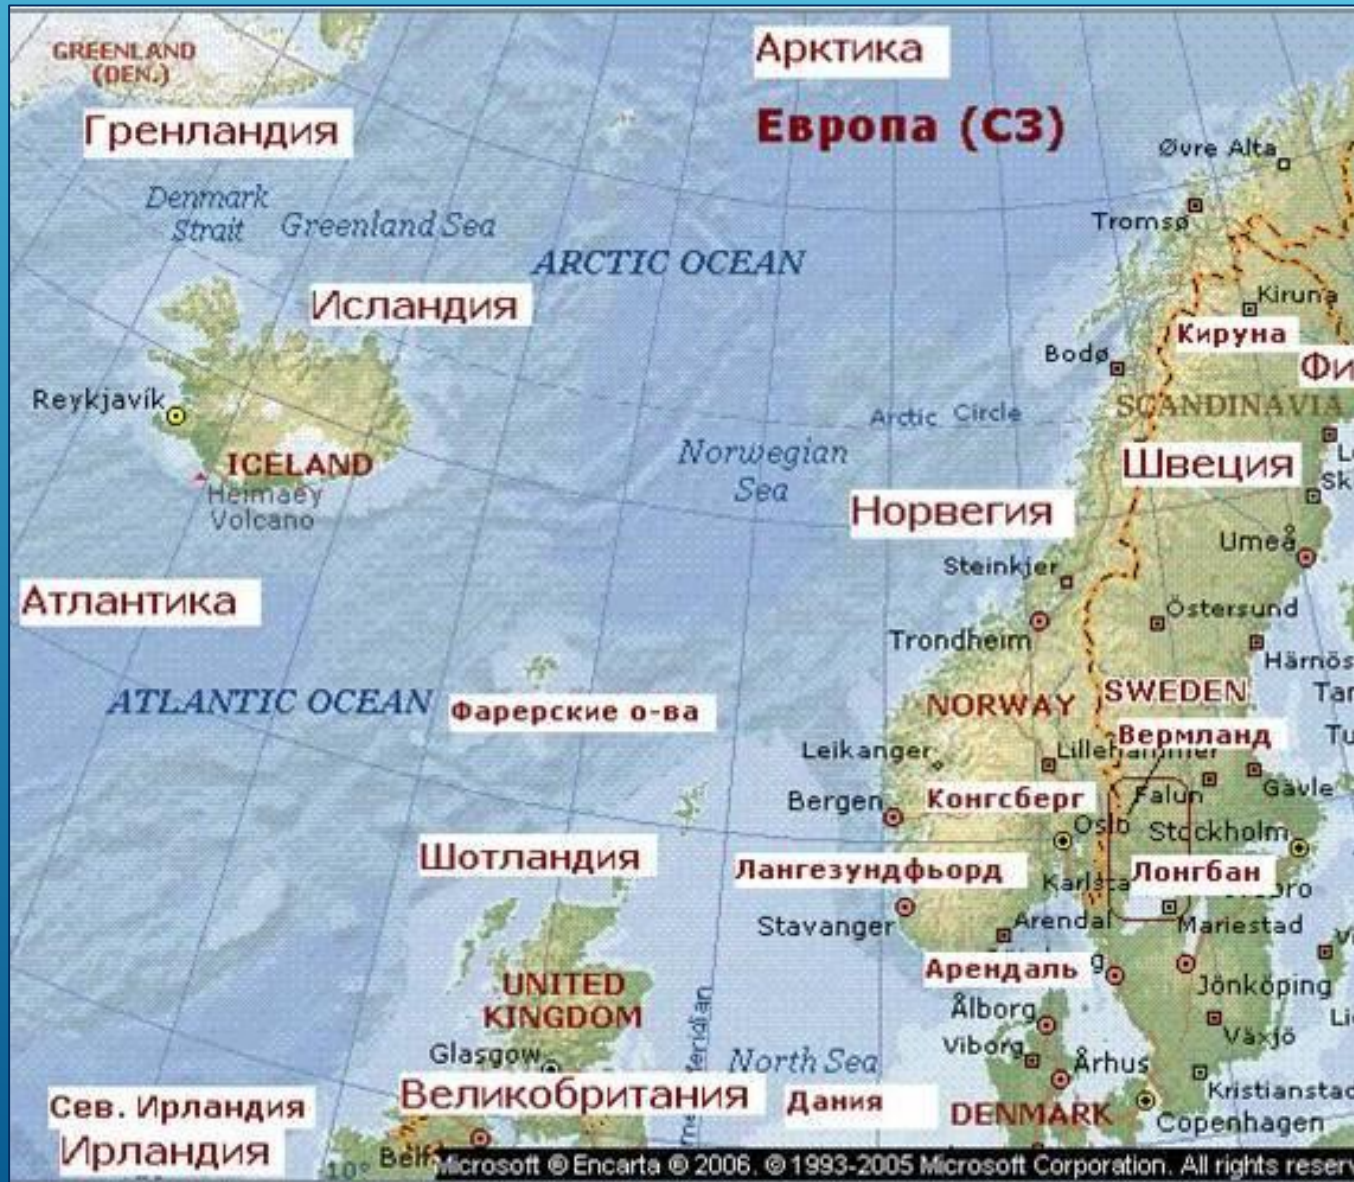 GREENLAND
(DEN.)
Арктика
Гренландия
Европа (СЗ)
Øvre Alta
Denmark
Strait
Greenland Sea
Tromsø
ARCTIC OCEAN
Исландия
Kiruna
Кируна
Bodø
Reykjavík
SCANDINAVIA
Arctic Circle
ICELAND
Heimaey
Volcano
Norwegian
Sea
Швеция
Норвегия
Umeå
Steinkjer
Атлантика
Östersund
Trondheim
ATLANTIC OCEAN
Фарерские о-ва
NORWAY
SWEDEN
Вермланд
Leikanger
Lillehammer
Bergen
Конгсберг
Falun
Gävle
Oslo
Stockholm
Шотландия
Лангезундфьорд
Лонгбан
Stavanger
Arendal
Mariestad
UNITED
KINGDOM
Арендаль
Jönköping
Ålborg
Växjö
Glasgow
North Sea
Viborg
Århus
Великобритания
Дания
DENMARK
Kristianstad
Copenhagen
Сев. Ирландия
Ирландия
10°
Microsoft ® Encarta ® 2006. © 1993-2005 Microsoft Corporation. All rights